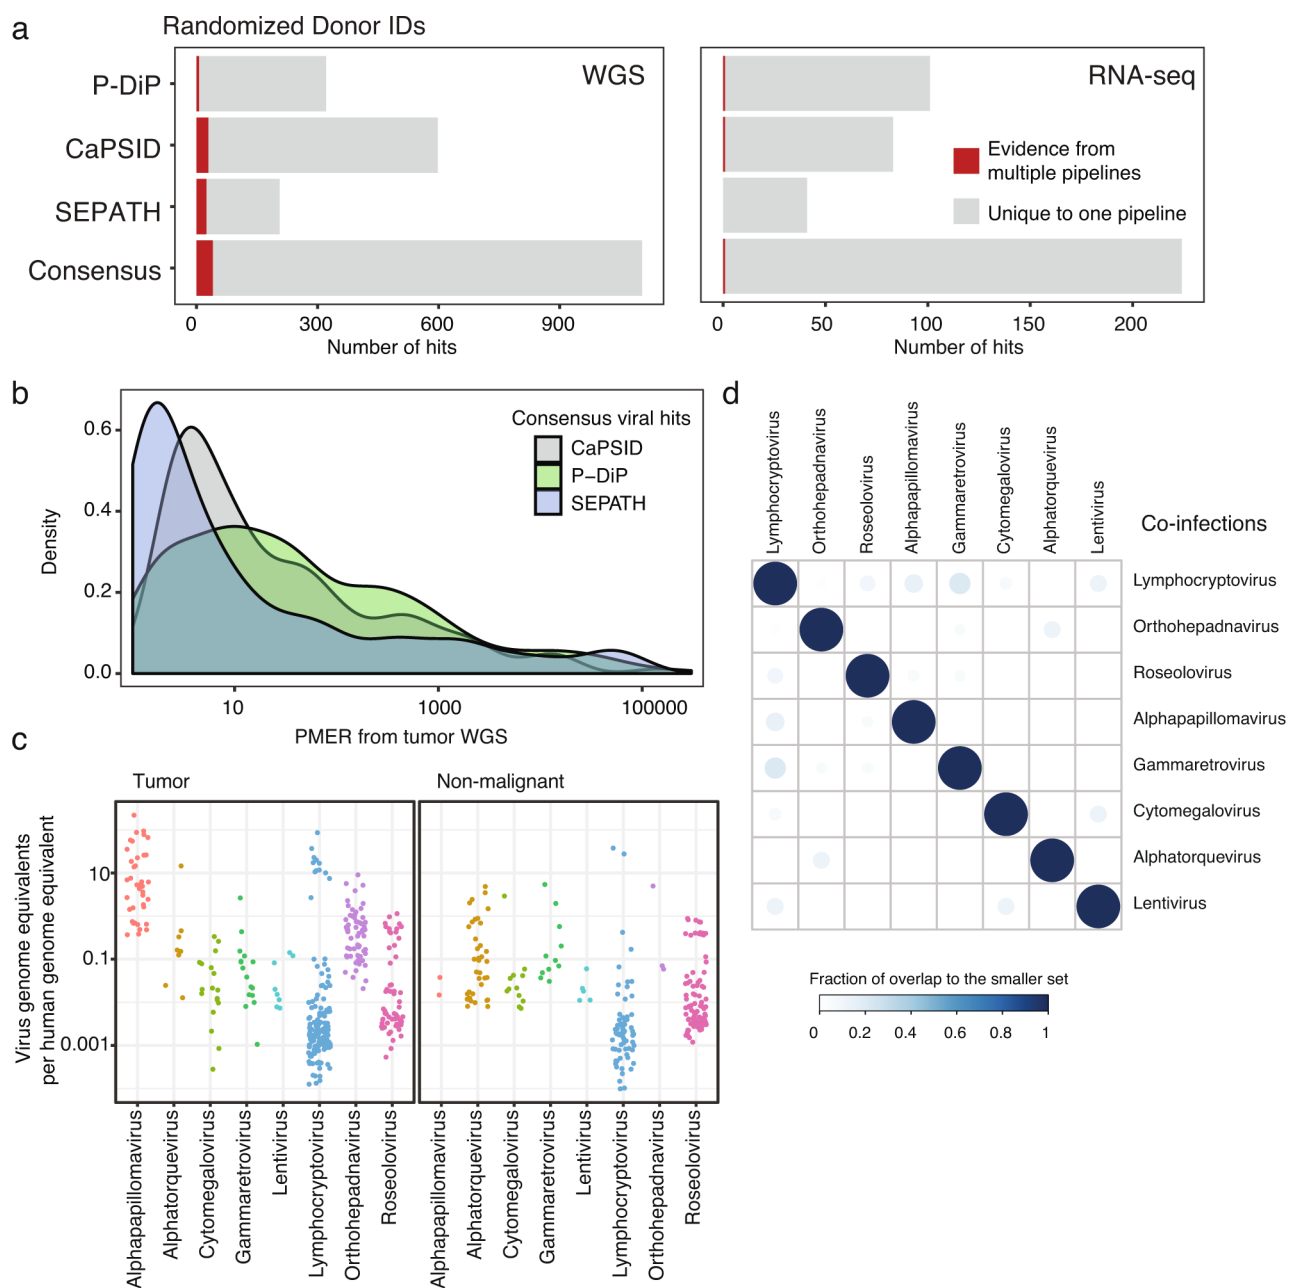 a
Randomized Donor IDs
P-DiP
CaPSID
SEPATH
Consensus
WGS
0 300 600 900
Number of hits
RNA-seq
Evidence from
multiple pipelines
Unique to one pipeline
0 50 100 150 200
Number of hits
b
Consensus viral hits
CaPSID
P–DiP
SEPATH
Density
0.6
0.4
0.2
0.0
10 1000 100000
PMER from tumor WGS
c
Tumor
Non-malignant
Virus genome equivalents
per human genome equivalent
10
0.1
0.001
Alphapapillomavirus
Alphatorquevirus
Cytomegalovirus
Gammaretrovirus
Lentivirus
Lymphocryptovirus
Orthohepadnavirus
Roseolovirus
Alphapapillomavirus
Alphatorquevirus
Cytomegalovirus
Gammaretrovirus
Lentivirus
Lymphocryptovirus
Orthohepadnavirus
Roseolovirus
d
Lymphocryptovirus
Orthohepadnavirus
Roseolovirus
Alphapapillomavirus
Gammaretrovirus
Cytomegalovirus
Alphatorquevirus
Lentivirus
Co-infections
Lymphocryptovirus
Orthohepadnavirus
Roseolovirus
Alphapapillomavirus
Gammaretrovirus
Cytomegalovirus
Alphatorquevirus
Lentivirus
Fraction of overlap to the smaller set
0 0.2 0.4 0.6 0.8 1